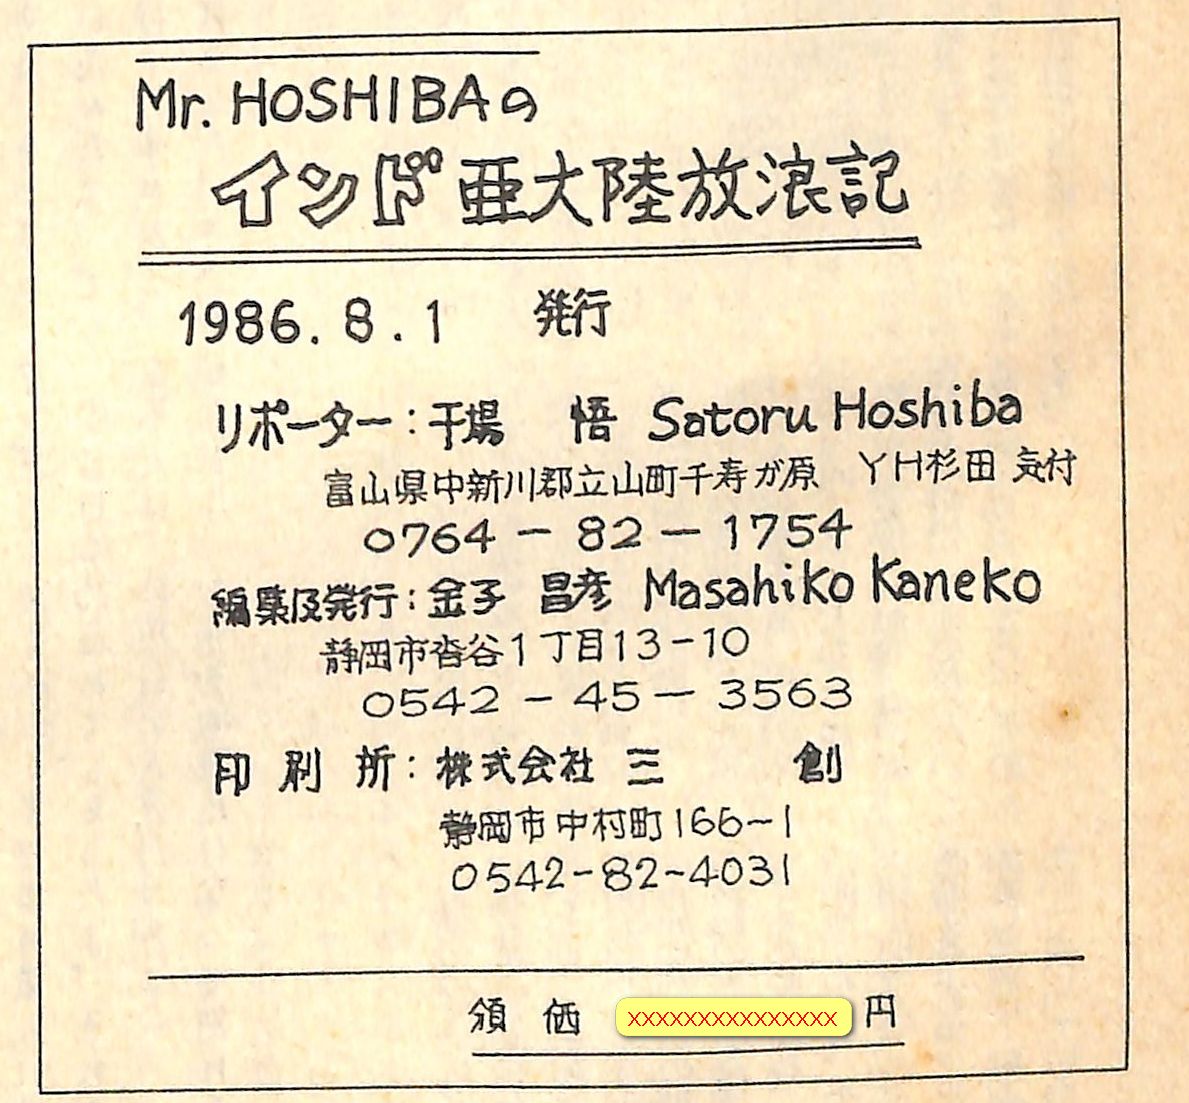 Mr. HOSHIBAの
インド亜大陸放浪記
1986.8.1 発行
リポーター:干場 悟 Satoru Hoshiba
富山県中新川郡立山町千寿が原 YH杉田 気付
0764-82-1754
編集及発行:金子 昌彦 Masahiko Kaneko
静岡市沓谷1丁目13-10
0542-45-3563
印刷所:株式会社 三 創
静岡市中村町166-1
0542-82-4031
頒価 xxxxxxxxxxxxxxx 円